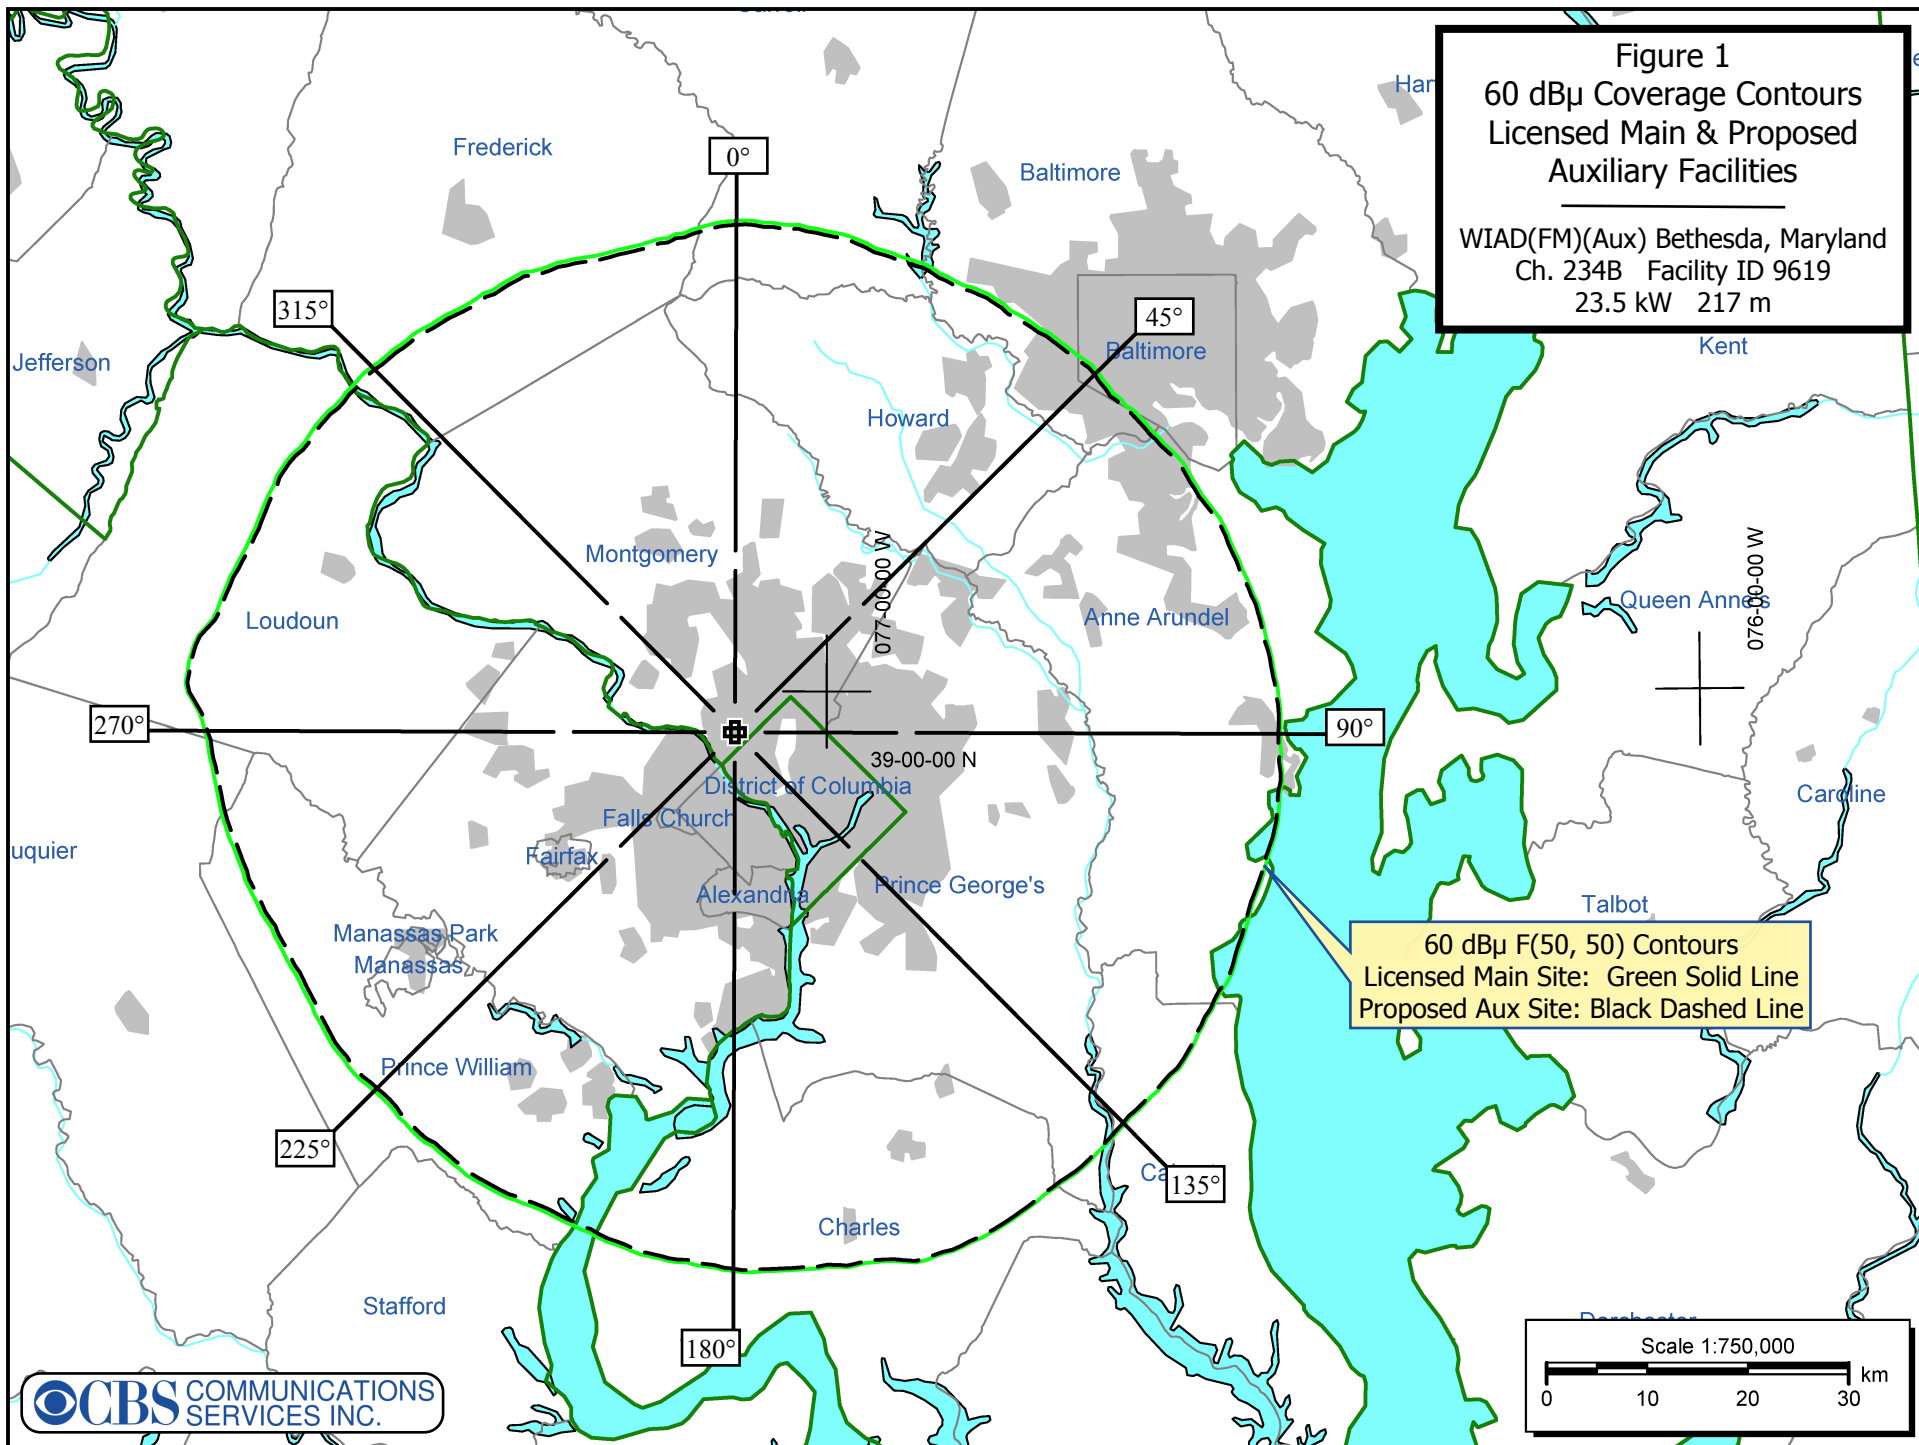 Figure 1
60 dBµ Coverage Contours
Licensed Main & Proposed
Auxiliary Facilities
WIAD(FM)(Aux) Bethesda, Maryland
Ch. 234B Facility ID 9619
23.5 kW 217 m
Frederick
0°
Baltimore
315°
45°
Baltimore
Kent
Jefferson
Howard
Montgomery
077-00-00 W
076-00-00 W
Loudoun
Anne Arundel
Queen Anne's
270°
90°
39-00-00 N
District of Columbia
Falls Church
Caroline
Fairfax
uquier
Alexandria
Prince George's
Talbot
Manassas Park
Manassas
60 dBµ F(50, 50) Contours
Licensed Main Site: Green Solid Line
Proposed Aux Site: Black Dashed Line
Prince William
225°
135°
Charles
Stafford
180°
Dorchester
Scale 1:750,000
km
0 10 20 30
CBS COMMUNICATIONS
SERVICES INC.